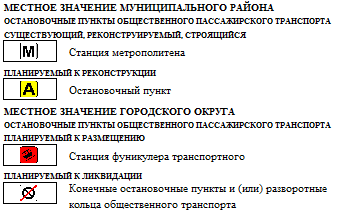 МЕСТНОЕ ЗНАЧЕНИЕ МУНИЦИПАЛЬНОГО РАЙОНА
ОСТАНОВОЧНЫЕ ПУНКТЫ ОБЩЕСТВЕННОГО ПАССАЖИРСКОГО ТРАНСПОРТА
СУЩЕСТВУЮЩИЙ, РЕКОНСТРУИРУЕМЫЙ, СТРОЯЩИЙСЯ
М Станция метрополитена
ПЛАНИРУЕМЫЙ К РЕКОНСТРУКЦИИ
А Остановочный пункт
МЕСТНОЕ ЗНАЧЕНИЕ ГОРОДСКОГО ОКРУГА
ОСТАНОВОЧНЫЕ ПУНКТЫ ОБЩЕСТВЕННОГО ПАССАЖИРСКОГО ТРАНСПОРТА
ПЛАНИРУЕМЫЙ К РАЗМЕЩЕНИЮ
Станция фуникулера транспортного
ПЛАНИРУЕМЫЙ К ЛИКВИДАЦИИ
Конечные остановочные пункты и (или) разворотные
кольца общественного транспорта